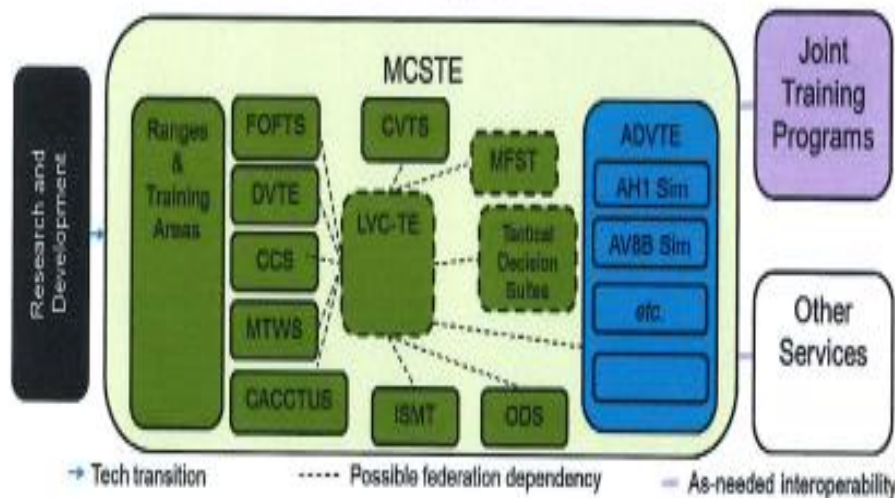 MCSTE
Research and
Development
Ranges
&
Training
Areas
FOFTS
DVTE
CCS
MTWS
CACCTUS
CVTS
MFST
LVC-TE
Tactical
Decision
Suites
ISMT
ODS
ADVTE
AH1 Sim
AV8B Sim
etc.
Joint
Training
Programs
Other
Services
Tech transition
Possible federation dependency
As-needed interoperability